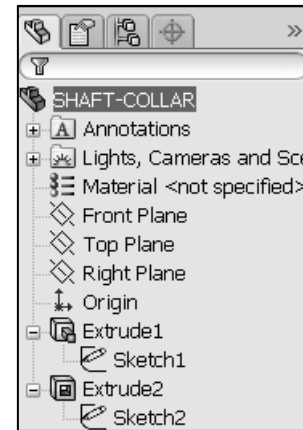 »
SHAFT-COLLAR
A Annotations
Lights, Cameras and Sce
Material <not specified>
Front Plane
Top Plane
Right Plane
Origin
Extrude1
Sketch1
Extrude2
Sketch2